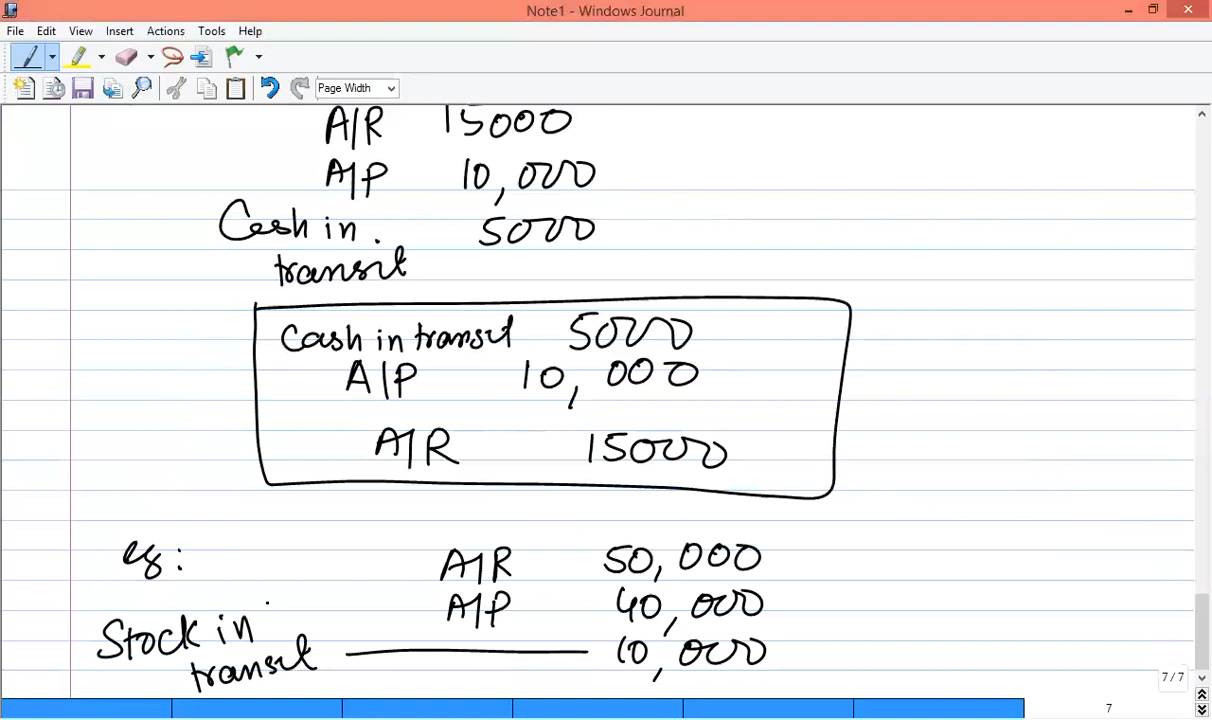 Note1 - Windows Journal
File Edit View Insert Actions Tools Help
Page Width
A/R 15000
A/P 10,000
Cash in 5000
transit
Cash in transit 5000
A/P 10,000
A/R 15000
eg: A/R 50,000
A/P 40,000
Stock in
transit 10,000
7 / 7
7